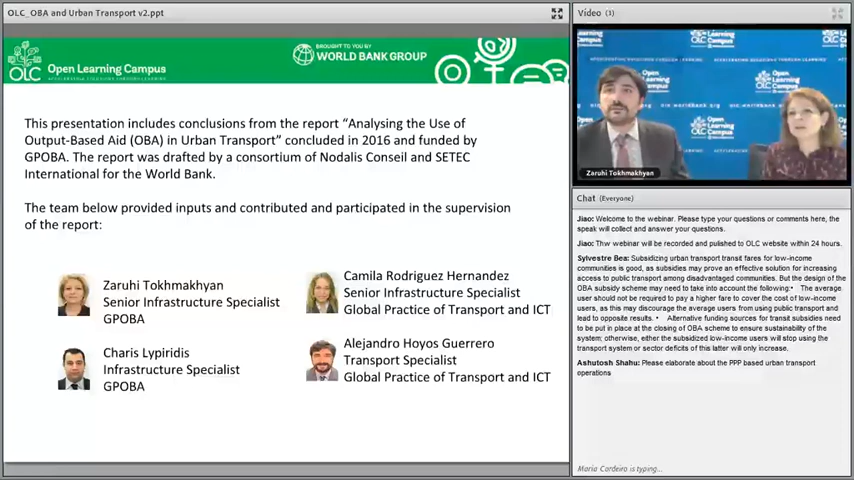 OLC_OBA and Urban Transport v2.ppt
OLC
Open Learning Campus
BROUGHT TO YOU BY
WORLD BANK GROUP
This presentation includes conclusions from the report “Analysing the Use of
Output-Based Aid (OBA) in Urban Transport” concluded in 2016 and funded by
GPOBA. The report was drafted by a consortium of Nodalis Conseil and SETEC
International for the World Bank.
The team below provided inputs and contributed and participated in the supervision
of the report:
Zaruhi Tokhmakhyan
Senior Infrastructure Specialist
GPOBA
Camila Rodriguez Hernandez
Senior Infrastructure Specialist
Global Practice of Transport and ICT
Charis Lypiridis
Infrastructure Specialist
GPOBA
Alejandro Hoyos Guerrero
Transport Specialist
Global Practice of Transport and ICT
Video (1)
Open Learning
Campus
OLC
Zaruhi Tokhmakhyan
Chat (Everyone)
Jiao: Welcome to the webinar. Please type your questions or comments here, the
speak will collect and answer your questions.
Jiao: Thw webinar will be recorded and pulished to OLC website within 24 hours.
Sylvestre Bea: Subsidizing urban transport transit fares for low-income
communities is good, as subsidies may prove an effective solution for increasing
access to public transport among disadvantaged communities. But the design of the
OBA subsidy scheme may need to take into account the following:• The average
user should not be required to pay a higher fare to cover the cost of low-income
users, as this may discourage the average users from using public transport and
lead to opposite results. • Alternative funding sources for transit subsidies need
to be put in place at the closing of OBA scheme to ensure sustainability of the
system; otherwise, either the subsidized low-income users will stop using the
transport system or sector deficits of this latter will only increase.
Ashutosh Shahu: Please elaborate about the PPP based urban transport
operations
Maria Cordeiro is typing...